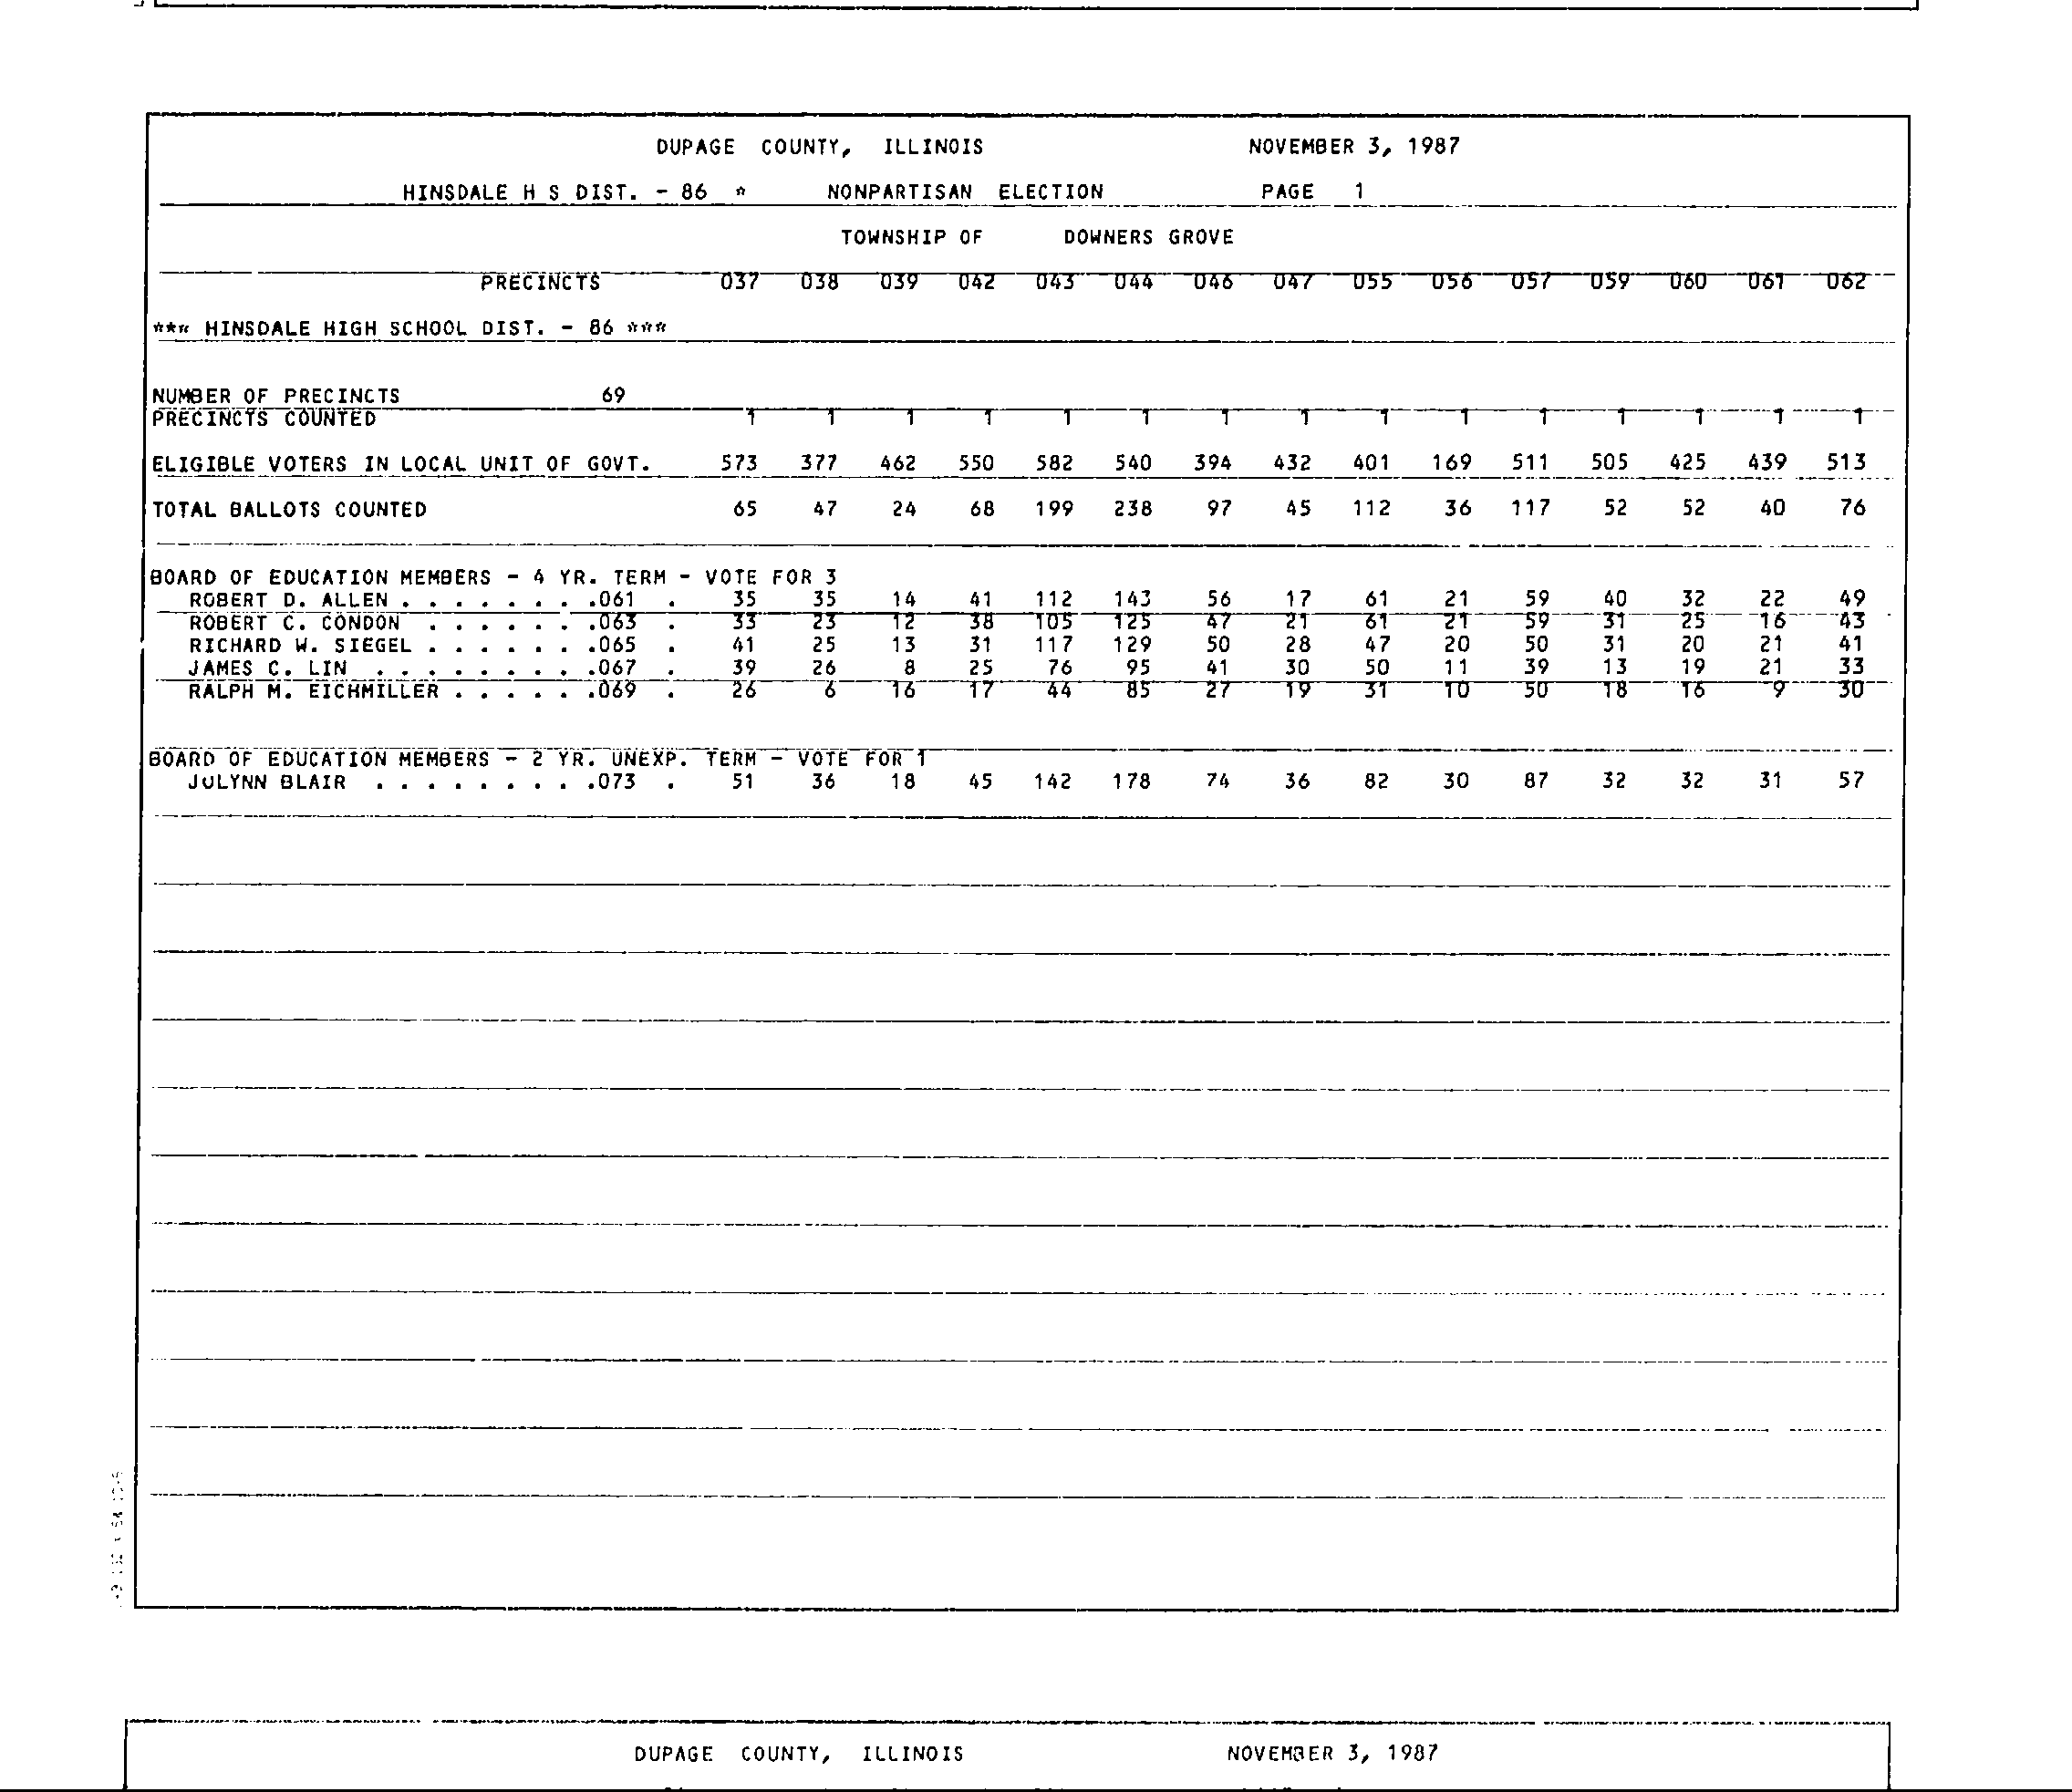 DUPAGE COUNTY, ILLINOIS NOVEMBER 3, 1987
HINSDALE H S DIST. - 86 * NONPARTISAN ELECTION PAGE 1
TOWNSHIP OF DOWNERS GROVE
PRECINCTS 037 038 039 042 043 044 046 047 055 056 057 059 060 061 062
*** HINSDALE HIGH SCHOOL DIST. - 86 ***
NUMBER OF PRECINCTS 69
PRECINCTS COUNTED 1 1 1 1 1 1 1 1 1 1 1 1 1 1 1
ELIGIBLE VOTERS IN LOCAL UNIT OF GOVT. 573 377 462 550 582 540 394 432 401 169 511 505 425 439 513
TOTAL BALLOTS COUNTED 65 47 24 68 199 238 97 45 112 36 117 52 52 40 76
BOARD OF EDUCATION MEMBERS - 4 YR. TERM - VOTE FOR 3
ROBERT D. ALLEN . . . . . . . .061 . 35 35 14 41 112 143 56 17 61 21 59 40 32 22 49
ROBERT C. CONDON . . . . . . .063 . 33 23 12 38 105 125 47 21 61 21 59 31 25 16 43
RICHARD W. SIEGEL . . . . . . .065 . 41 25 13 31 117 129 50 28 47 20 50 31 20 21 41
JAMES C. LIN . . . . . . . . .067 . 39 26 8 25 76 95 41 30 50 11 39 13 19 21 33
RALPH M. EICHMILLER . . . . . .069 . 26 6 16 17 44 85 27 19 31 10 50 18 16 9 30
BOARD OF EDUCATION MEMBERS - 2 YR. UNEXP. TERM - VOTE FOR 1
JULYNN BLAIR . . . . . . . . .073 . 51 36 18 45 142 178 74 36 82 30 87 32 32 31 57
DUPAGE COUNTY, ILLINOIS NOVEMBER 3, 1987